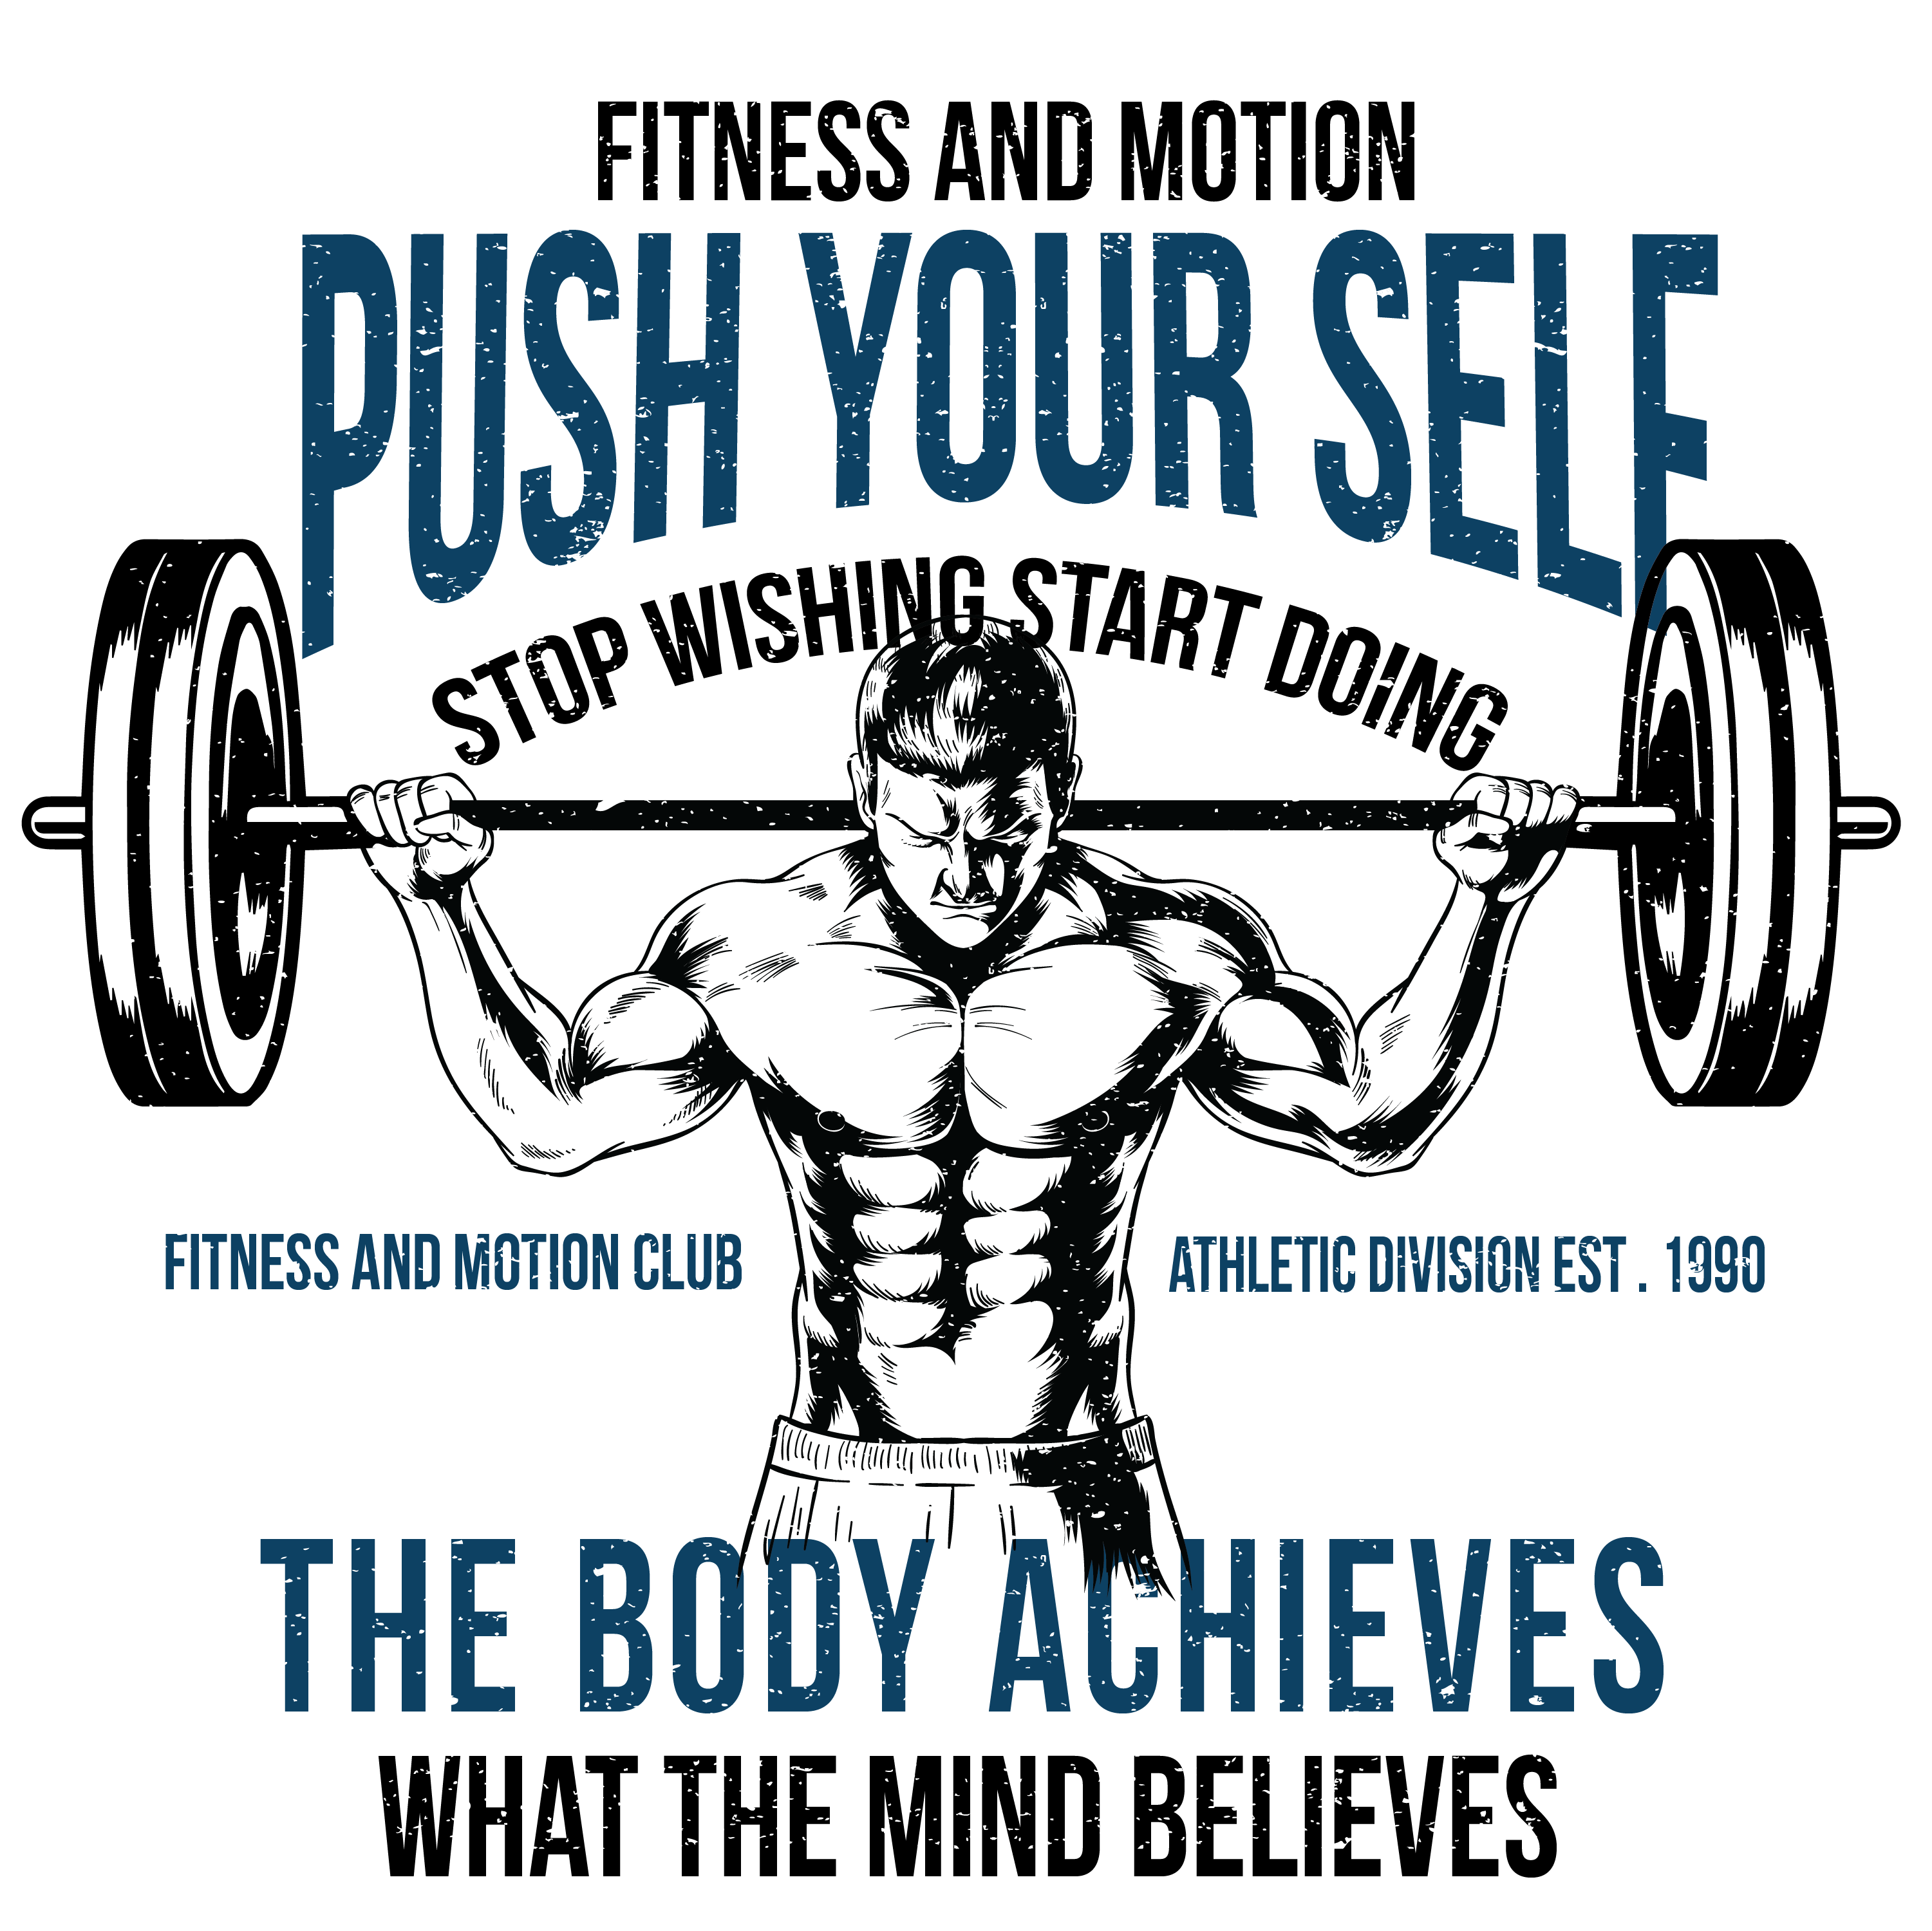 FITNESS AND MOTION
PUSH YOUR SELF
STOP WISHING START DOING
FITNESS AND MOTION CLUB
ATHLETIC DIVISION EST . 1990
THE BODY ACHIEVES
WHAT THE MIND BELIEVES